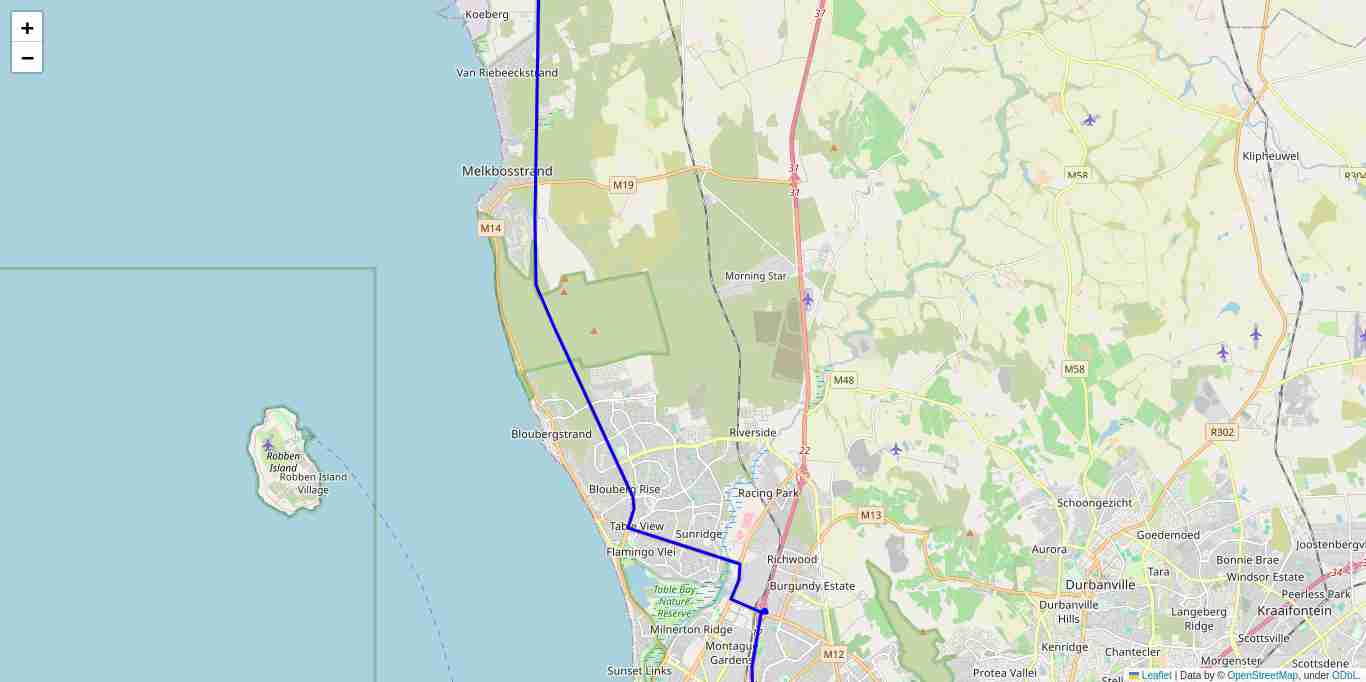 Koeberg
37
+
−
Van Riebeeckstrand
Klipheuwel
Melkbosstrand
37
M58
M19
37
M14
Morning Star
M48
M58
Bloubergstrand
Riverside
R302
22
Robben
Island
Robben Island
Village
Blouberg Rise
Racing Park
Schoongezicht
M13
Table View
Sunridge
Goedemoed
Flamingo Vlei
Richwood
Aurora
Joostenbergvl
Bonnie Brae
Tara
34
Windsor Estate
Burgundy Estate
Durbanville
Table Bay
Nature
Reserve
Peerless Park
Durbanville
Hills
Langeberg
Ridge
Kraaifontein
Milnerton Ridge
Scottsville
Montague
Gardens
M12
Kenridge
Chantecler
Morgenster
Scottsdene
Sunset Links
Protea Vallei
Leaflet | Data by © OpenStreetMap, under ODbL.